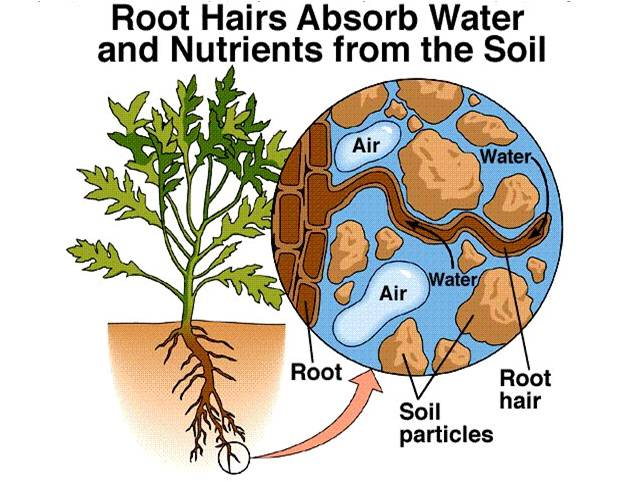 Root Hairs Absorb Water
and Nutrients from the Soil
Air
Water
Water
Air
Root
Root
hair
Soil
particles